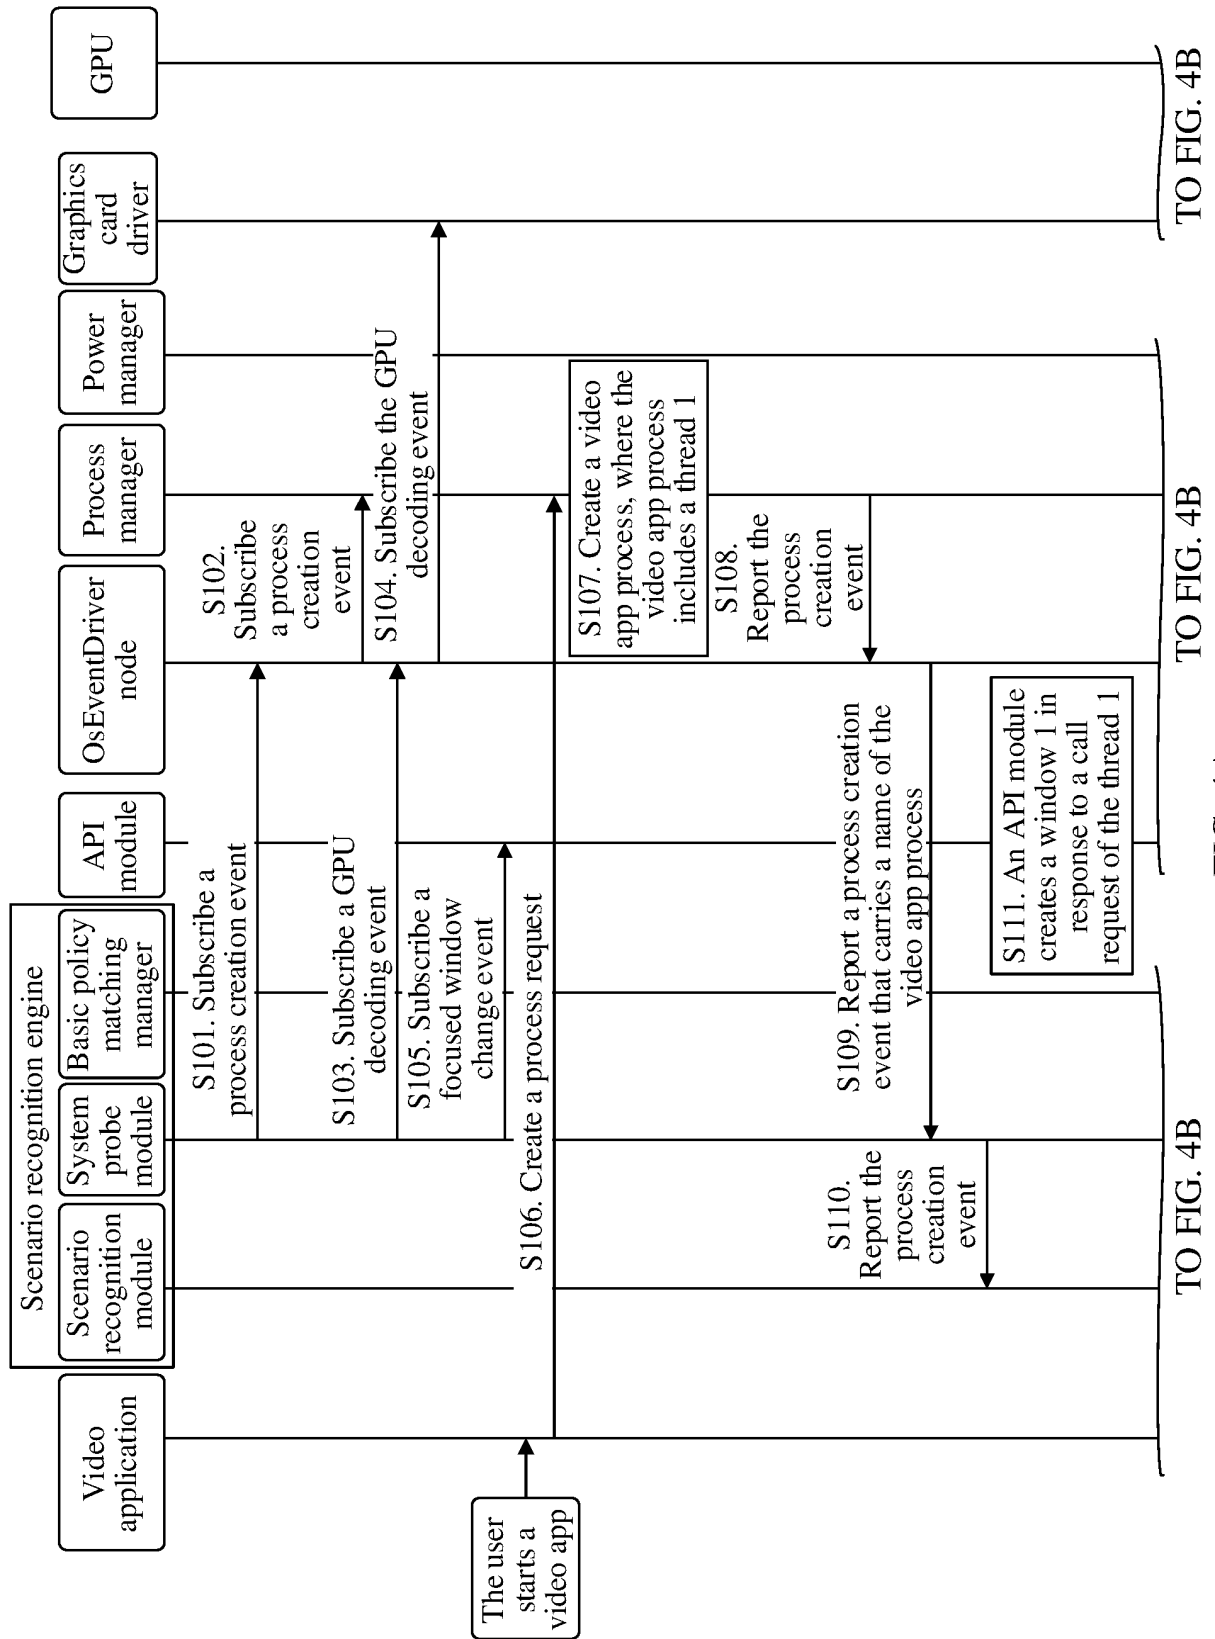 Scenario recognition engine
Video
application
Scenario
recognition
module
System
probe
module
Basic policy
matching
manager
API
module
OsEventDriver
node
Process
manager
Power
manager
Graphics
card
driver
GPU
S101. Subscribe a
process creation event
S102.
Subscribe
a process
creation
event
S103. Subscribe a GPU
decoding event
S104. Subscribe the GPU
decoding event
S105. Subscribe a
focused window
change event
The user
starts a
video app
S106. Create a process request
S107. Create a video
app process, where the
video app process
includes a thread 1
S108.
Report the
process
creation
event
S109. Report a process creation
event that carries a name of the
video app process
S110.
Report the
process
creation
event
S111. An API module
creates a window 1 in
response to a call
request of the thread 1
TO FIG. 4B
TO FIG. 4B
TO FIG. 4B